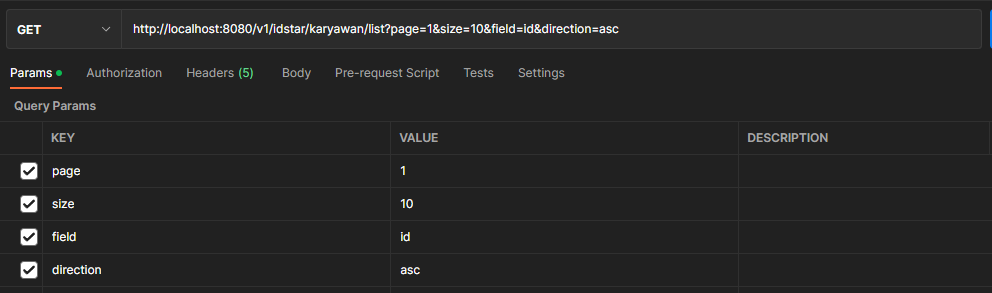 GET http://localhost:8080/v1/idstar/karyawan/list?page=1&size=10&field=id&direction=asc
Params Authorization Headers (5) Body Pre-request Script Tests Settings
Query Params
KEY VALUE DESCRIPTION
page 1
size 10
field id
direction asc